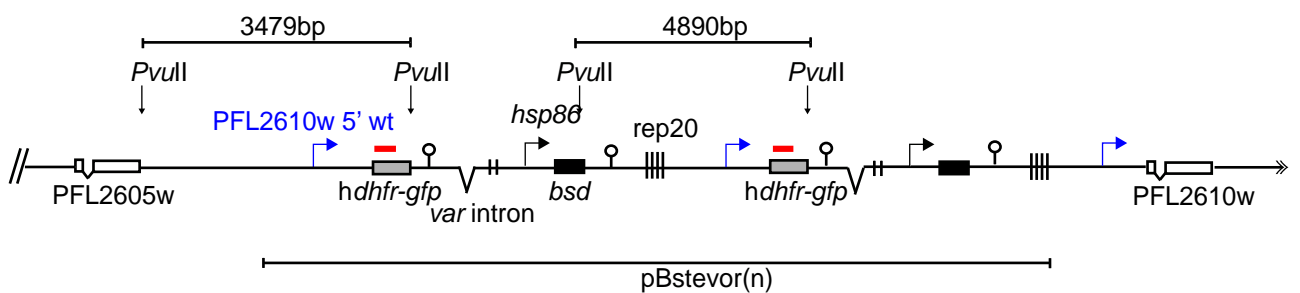 3479bp 4890bp
PvuII PvuII PvuII PvuII
PFL2610w 5' wt hsp86 rep20
PFL2605w var intron hdhfr-gfp bsd hdhfr-gfp PFL2610w
pBstevor(n)